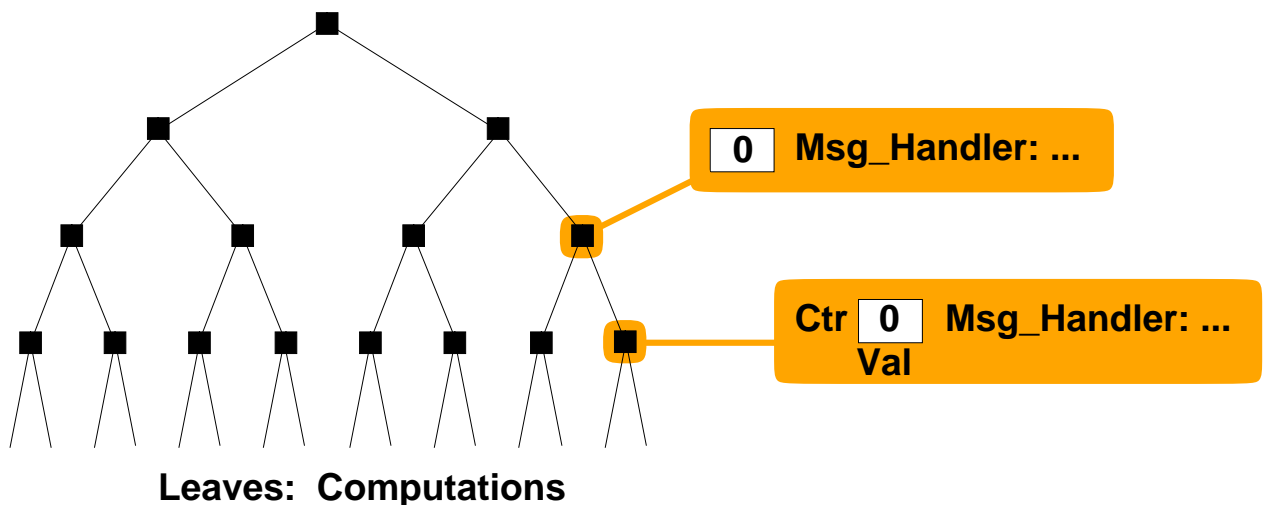 0 Msg_Handler: ...
Ctr 0 Msg_Handler: ...
Val
Leaves: Computations